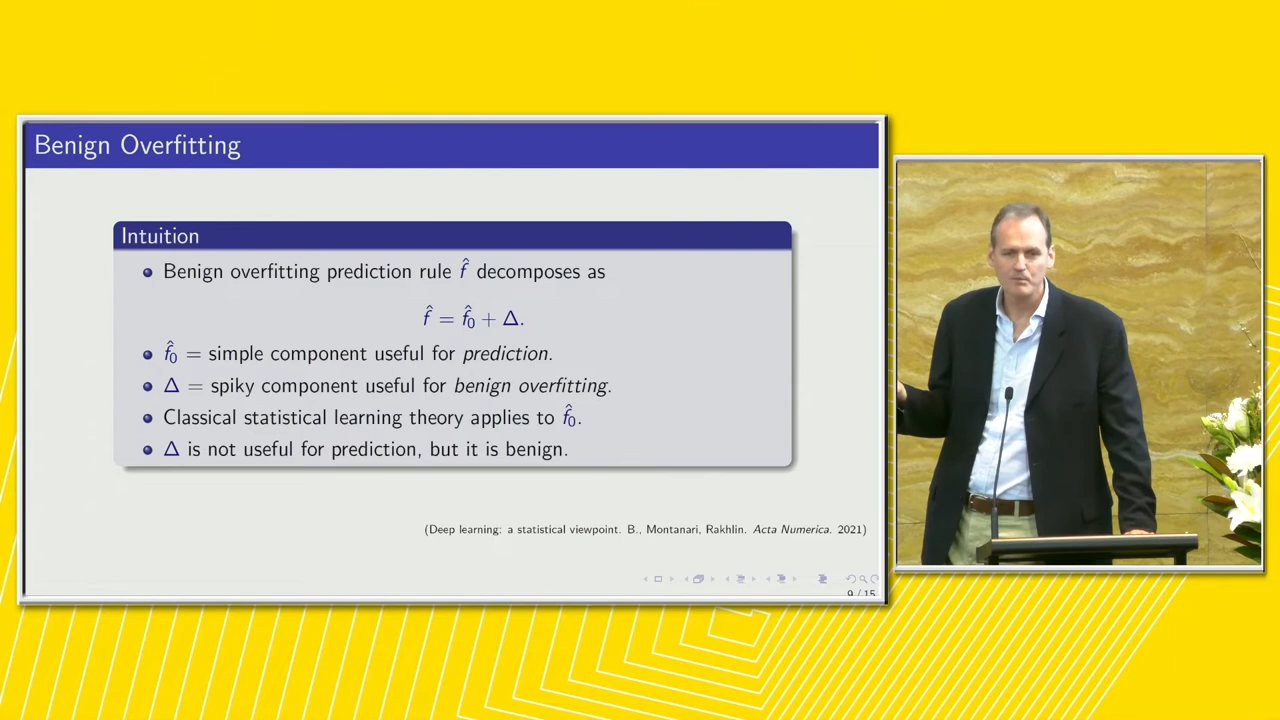 Benign Overfitting
Intuition
Benign overfitting prediction rule f̂ decomposes as
f̂ = f̂₀ + Δ.
f̂₀ = simple component useful for prediction.
Δ = spiky component useful for benign overfitting.
Classical statistical learning theory applies to f̂₀.
Δ is not useful for prediction, but it is benign.
(Deep learning: a statistical viewpoint. B., Montanari, Rakhlin. Acta Numerica. 2021)
9 / 15